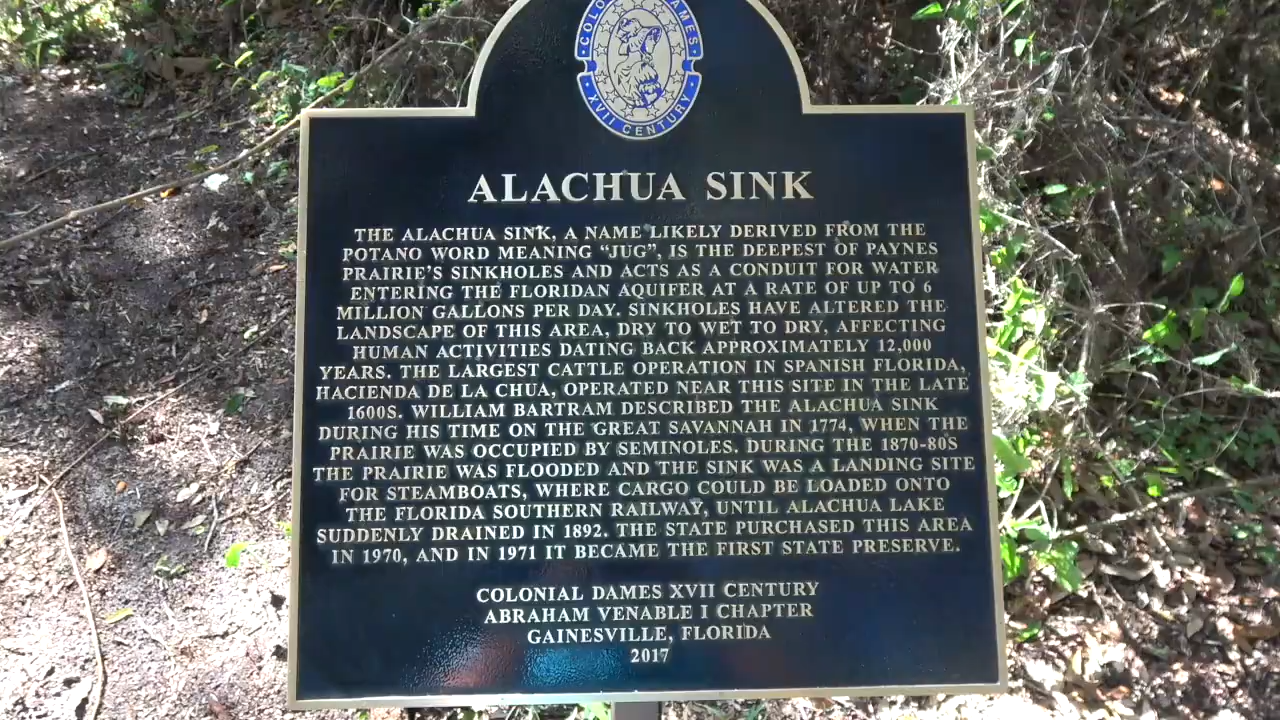 COLONIAL DAMES
XVII CENTURY
ALACHUA SINK
THE ALACHUA SINK, A NAME LIKELY DERIVED FROM THE
POTANO WORD MEANING “JUG”, IS THE DEEPEST OF PAYNES
PRAIRIE'S SINKHOLES AND ACTS AS A CONDUIT FOR WATER
ENTERING THE FLORIDAN AQUIFER AT A RATE OF UP TO 6
MILLION GALLONS PER DAY. SINKHOLES HAVE ALTERED THE
LANDSCAPE OF THIS AREA, DRY TO WET TO DRY, AFFECTING
HUMAN ACTIVITIES DATING BACK APPROXIMATELY 12,000
YEARS. THE LARGEST CATTLE OPERATION IN SPANISH FLORIDA,
HACIENDA DE LA CHUA, OPERATED NEAR THIS SITE IN THE LATE
1600S. WILLIAM BARTRAM DESCRIBED THE ALACHUA SINK
DURING HIS TIME ON THE GREAT SAVANNAH IN 1774, WHEN THE
PRAIRIE WAS OCCUPIED BY SEMINOLES. DURING THE 1870-80S
THE PRAIRIE WAS FLOODED AND THE SINK WAS A LANDING SITE
FOR STEAMBOATS, WHERE CARGO COULD BE LOADED ONTO
THE FLORIDA SOUTHERN RAILWAY, UNTIL ALACHUA LAKE
SUDDENLY DRAINED IN 1892. THE STATE PURCHASED THIS AREA
IN 1970, AND IN 1971 IT BECAME THE FIRST STATE PRESERVE.
COLONIAL DAMES XVII CENTURY
ABRAHAM VENABLE I CHAPTER
GAINESVILLE, FLORIDA
2017